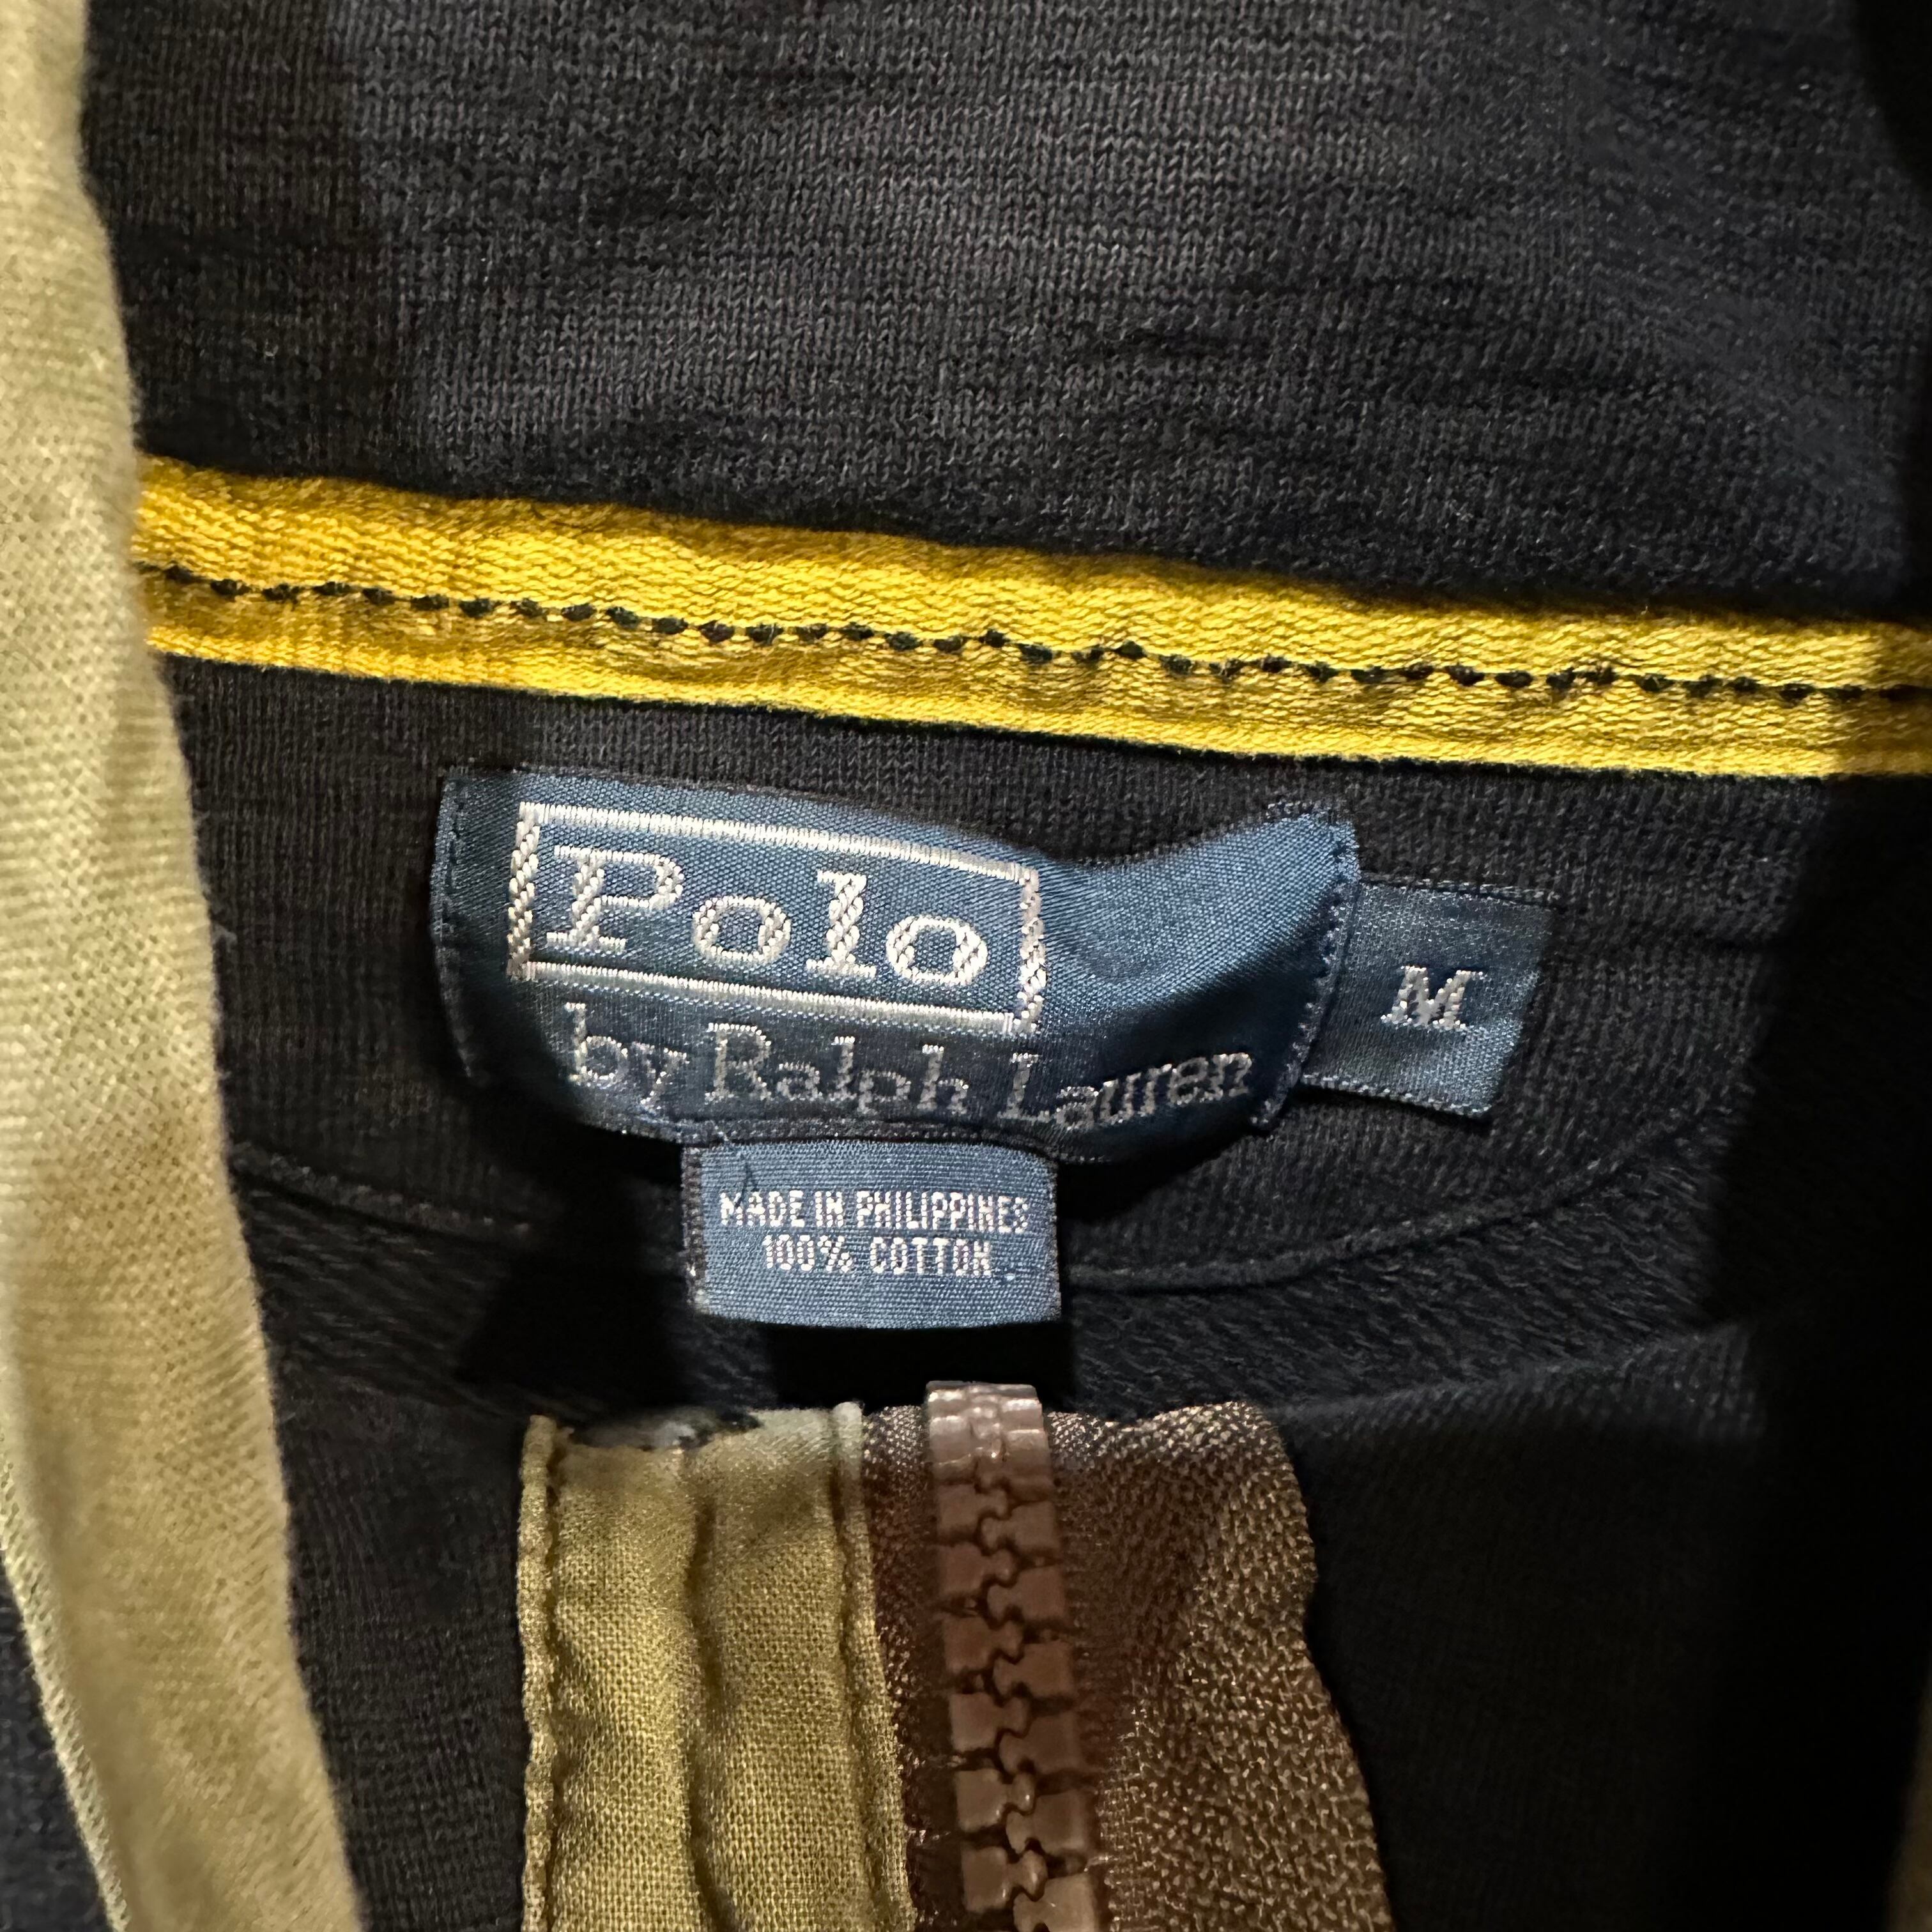 Polo
by Ralph Lauren
M
MADE IN PHILIPPINES
100% COTTON